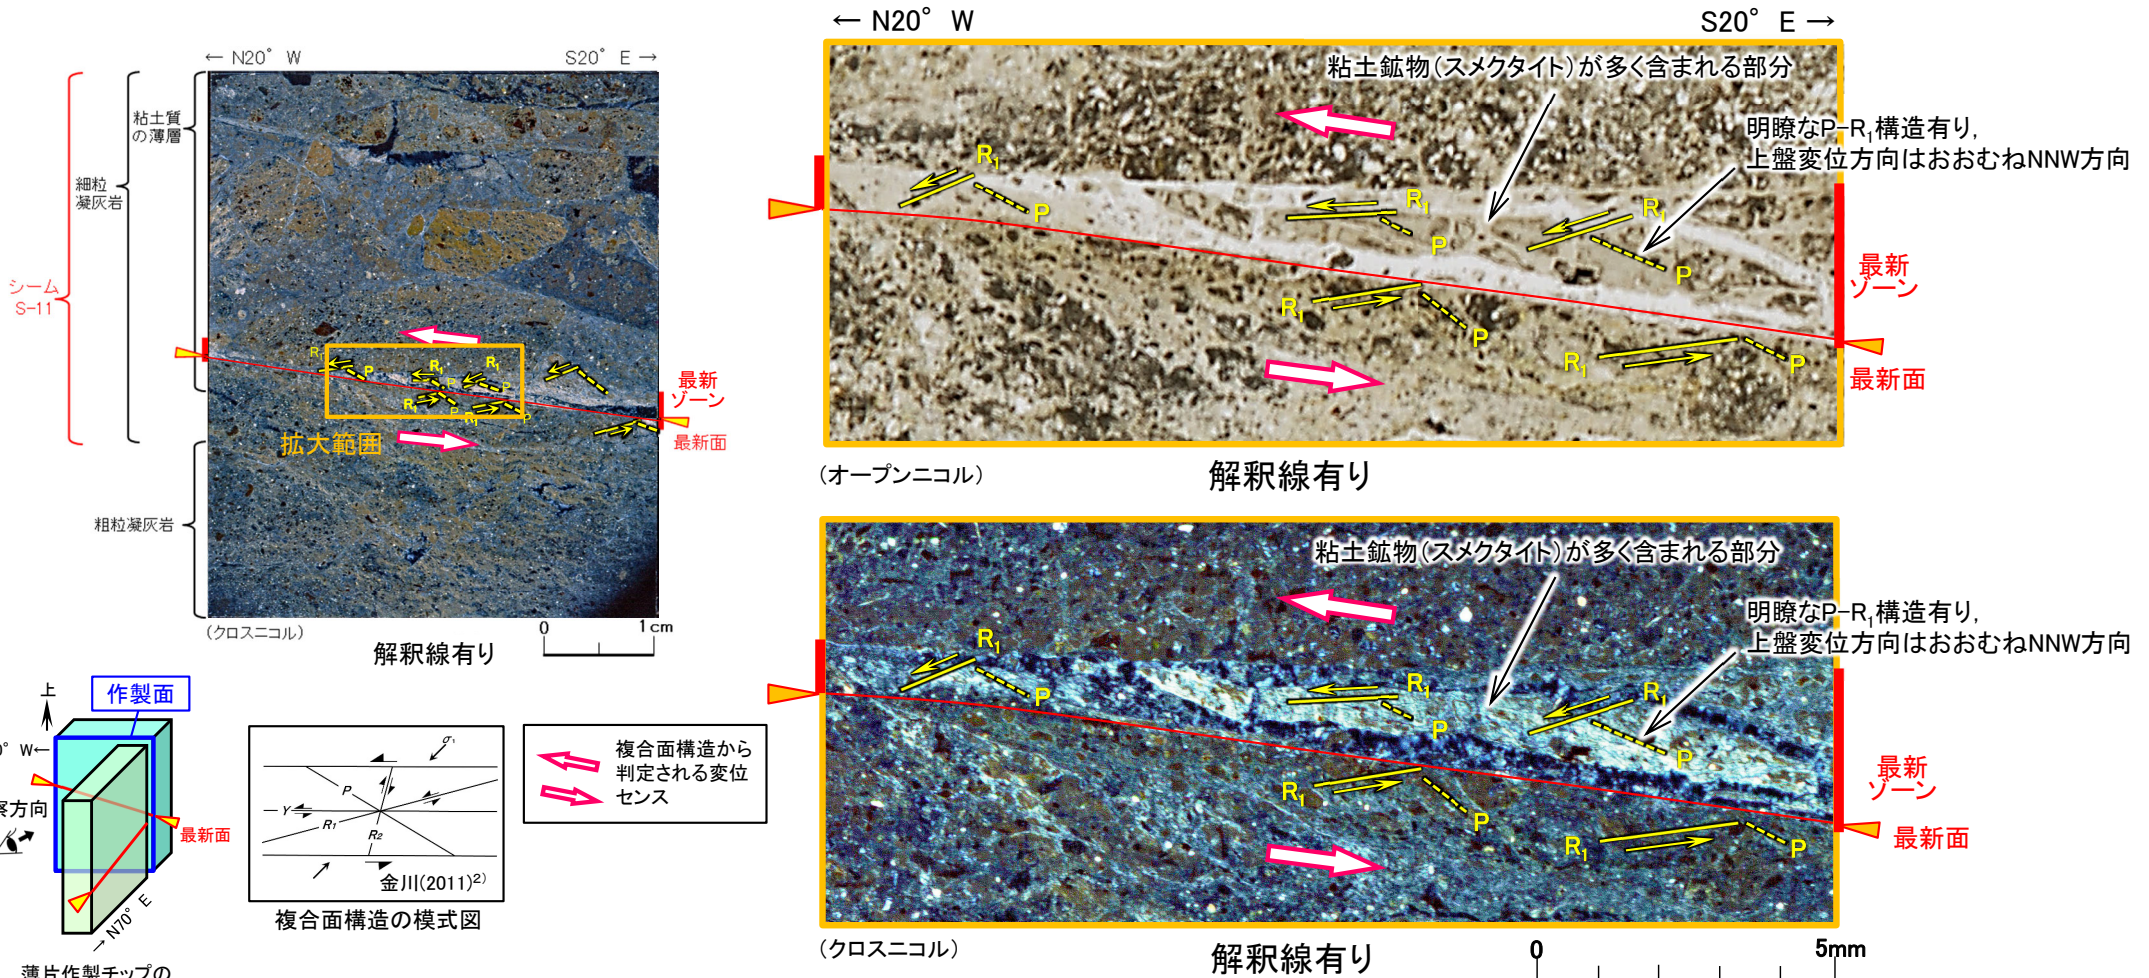 ← N20° W
S20° E →
粘土質
の薄層
細粒
凝灰岩
シーム
S-11
粗粒凝灰岩
R₁
P
R₁
P
R₁
P
R₁
P
R₁
P
拡大範囲
最新
ゾーン
最新面
(クロスニコル)
解釈線有り
0
1cm
← N20° W
S20° E →
粘土鉱物(スメクタイト)が多く含まれる部分
明瞭なP-R₁構造有り,
上盤変位方向はおおむねNNW方向
R₁
P
R₁
P
R₁
P
R₁
P
R₁
P
最新
ゾーン
最新面
(オープンニコル)
解釈線有り
粘土鉱物(スメクタイト)が多く含まれる部分
明瞭なP-R₁構造有り,
上盤変位方向はおおむねNNW方向
R₁
P
R₁
P
R₁
P
R₁
P
R₁
P
最新
ゾーン
最新面
(クロスニコル)
解釈線有り
0
5mm
上
作製面
° W←
察方向
最新面
→ N70° E
薄片作製チップの
σ₁
P
Y
R₁
R₂
金川(2011)²⁾
複合面構造の模式図
複合面構造から
判定される変位
センス